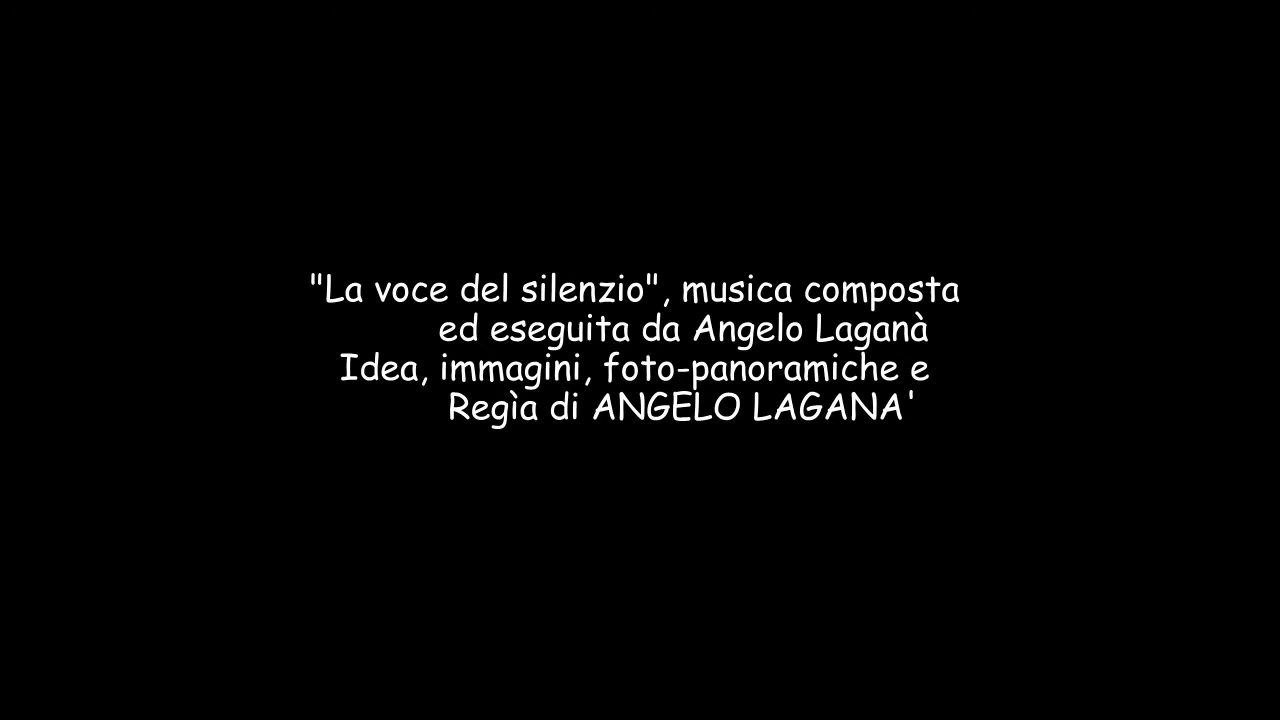 "La voce del silenzio", musica composta
ed eseguita da Angelo Laganà
Idea, immagini, foto-panoramiche e
Regìa di ANGELO LAGANA'